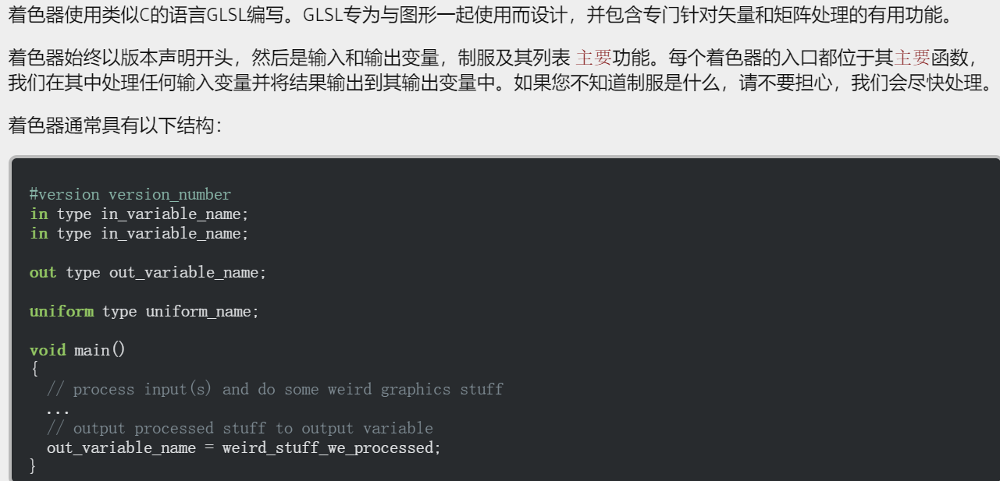 着色器使用类似C的语言GLSL编写。GLSL专为与图形一起使用而设计，并包含专门针对矢量和矩阵处理的有用功能。
着色器始终以版本声明开头，然后是输入和输出变量，制服及其列表 主要功能。每个着色器的入口都位于其主要函数，
我们在其中处理任何输入变量并将结果输出到其输出变量中。如果您不知道制服是什么，请不要担心，我们会尽快处理。
着色器通常具有以下结构：
#version version_number
in type in_variable_name;
in type in_variable_name;
out type out_variable_name;
uniform type uniform_name;
void main()
{
  // process input(s) and do some weird graphics stuff
  ...
  // output processed stuff to output variable
  out_variable_name = weird_stuff_we_processed;
}